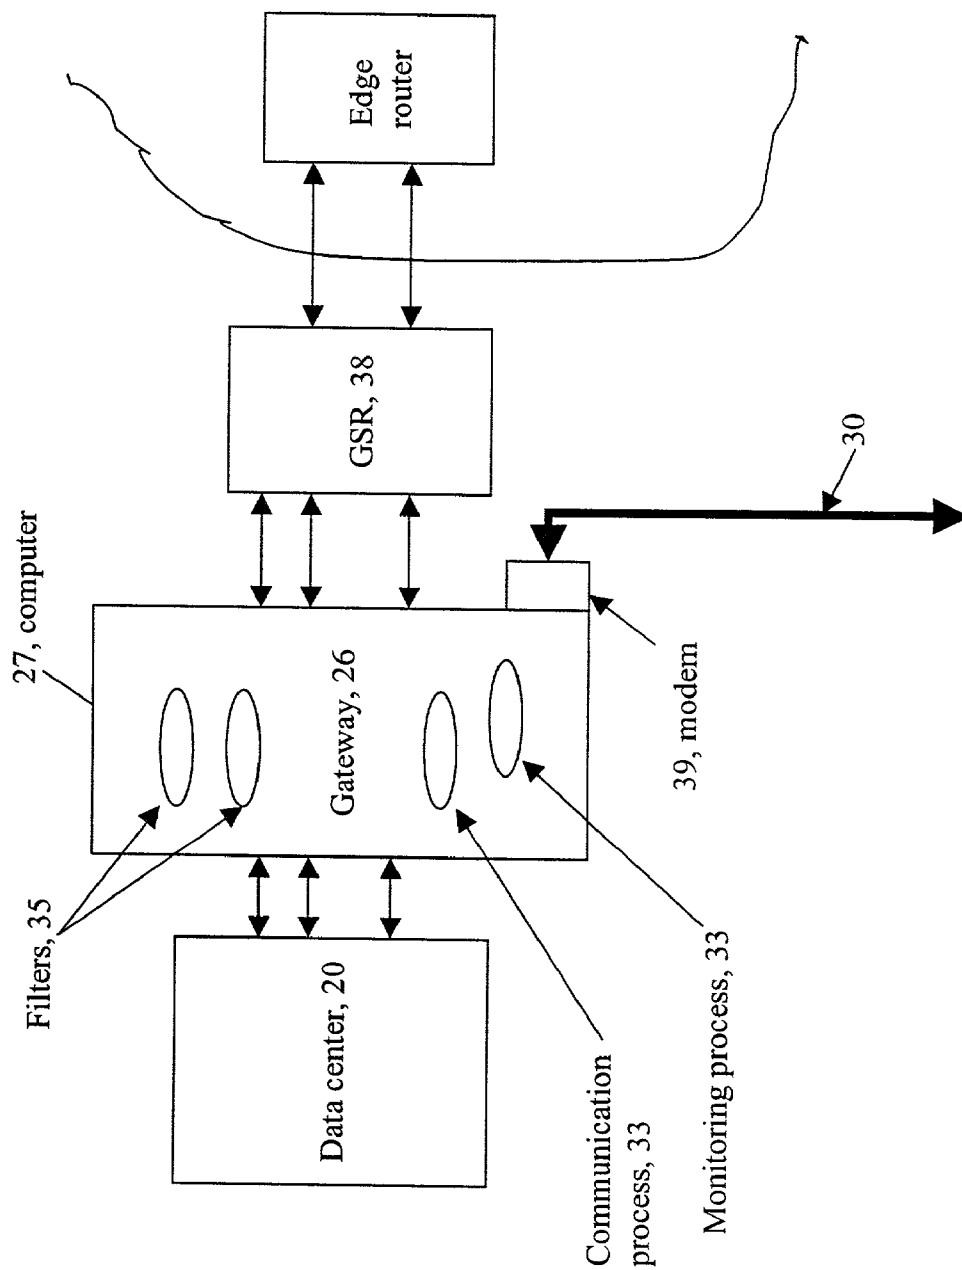 27, computer
Filters, 35
Data center, 20
Gateway, 26
GSR, 38
Edge
router
30
39, modem
Communication
process, 33
Monitoring process, 33